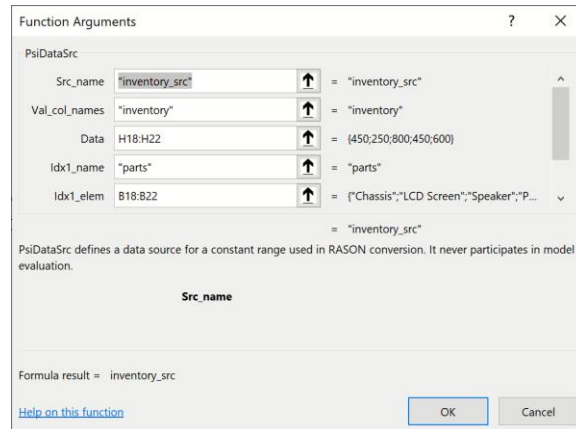 Function Arguments ? ×
PsiDataSrc
Src_name "inventory_src" = "inventory_src"
Val_col_names "inventory" = "inventory"
Data H18:H22 = {450;250;800;450;600}
Idx1_name "parts" = "parts"
Idx1_elem B18:B22 = {"Chassis";"LCD Screen";"Speaker";"P...
= "inventory_src"
PsiDataSrc defines a data source for a constant range used in RASON conversion. It never participates in model
evaluation.
Src_name
Formula result = inventory_src
Help on this function OK Cancel